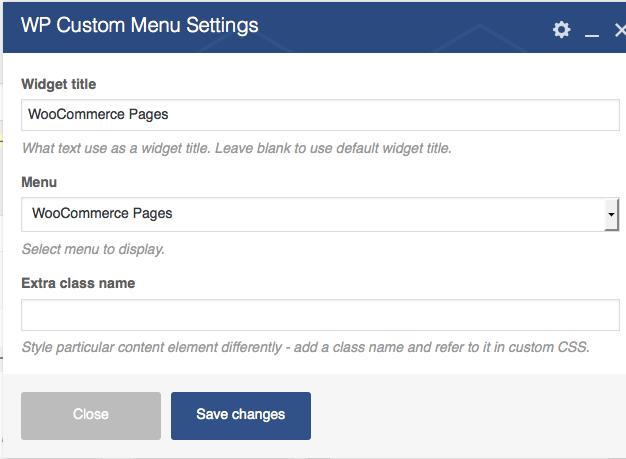 WP Custom Menu Settings
Widget title
WooCommerce Pages
What text use as a widget title. Leave blank to use default widget title.
Menu
WooCommerce Pages
Select menu to display.
Extra class name
Style particular content element differently - add a class name and refer to it in custom CSS.
Close
Save changes